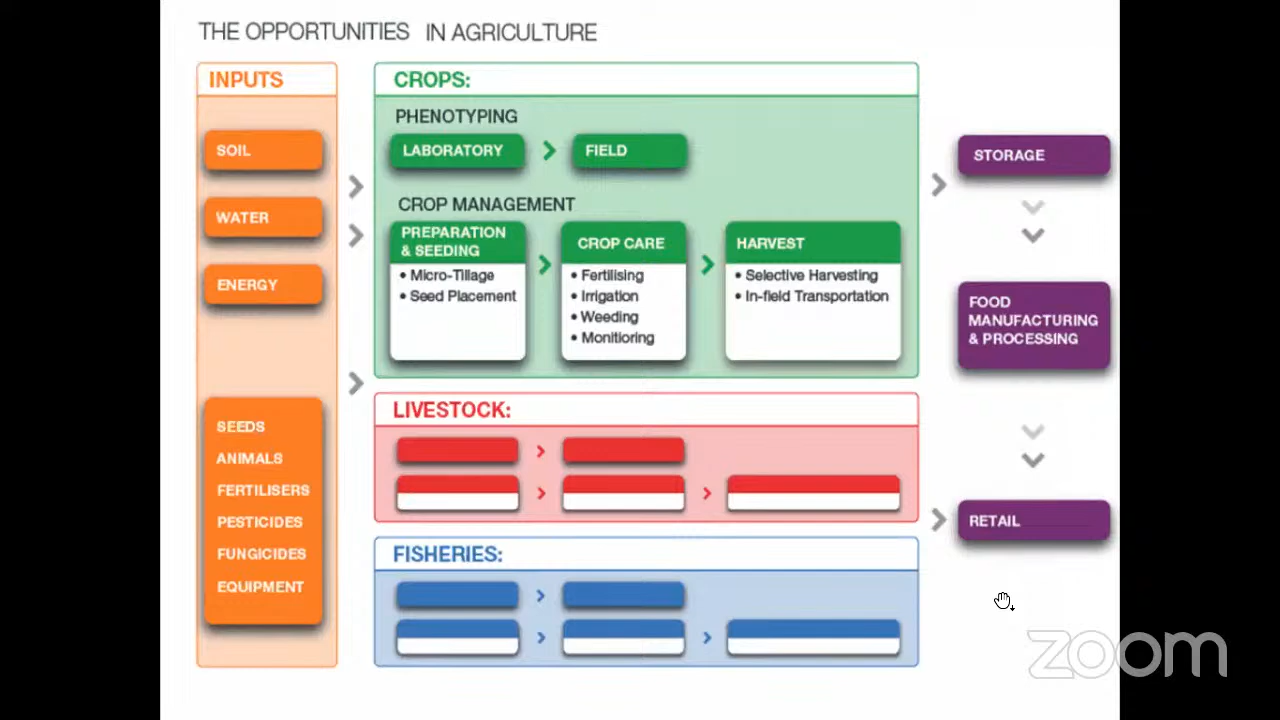 THE OPPORTUNITIES IN AGRICULTURE
INPUTS
SOIL
WATER
ENERGY
SEEDS
ANIMALS
FERTILISERS
PESTICIDES
FUNGICIDES
EQUIPMENT
CROPS:
PHENOTYPING
LABORATORY
FIELD
CROP MANAGEMENT
PREPARATION
& SEEDING
• Micro-Tillage
• Seed Placement
CROP CARE
• Fertilising
• Irrigation
• Weeding
• Monitioring
HARVEST
• Selective Harvesting
• In-field Transportation
LIVESTOCK:
FISHERIES:
STORAGE
FOOD
MANUFACTURING
& PROCESSING
RETAIL
zoom